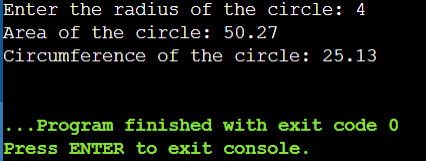 Enter the radius of the circle: 4
Area of the circle: 50.27
Circumference of the circle: 25.13
...Program finished with exit code 0
Press ENTER to exit console.